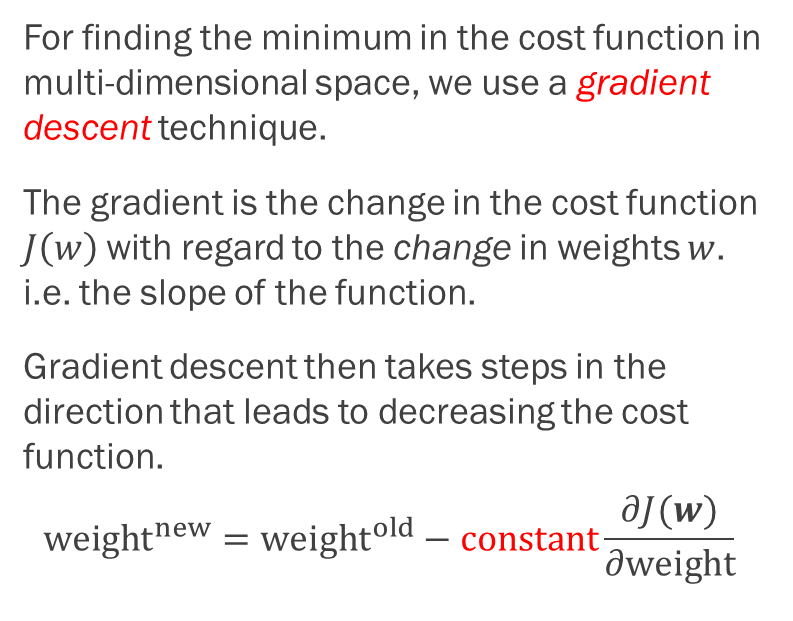 For finding the minimum in the cost function in
multi-dimensional space, we use a gradient
descent technique.
The gradient is the change in the cost function
J(w) with regard to the change in weights w.
i.e. the slope of the function.
Gradient descent then takes steps in the
direction that leads to decreasing the cost
function.
weight^new = weight^old − constant ∂J(w)/∂weight